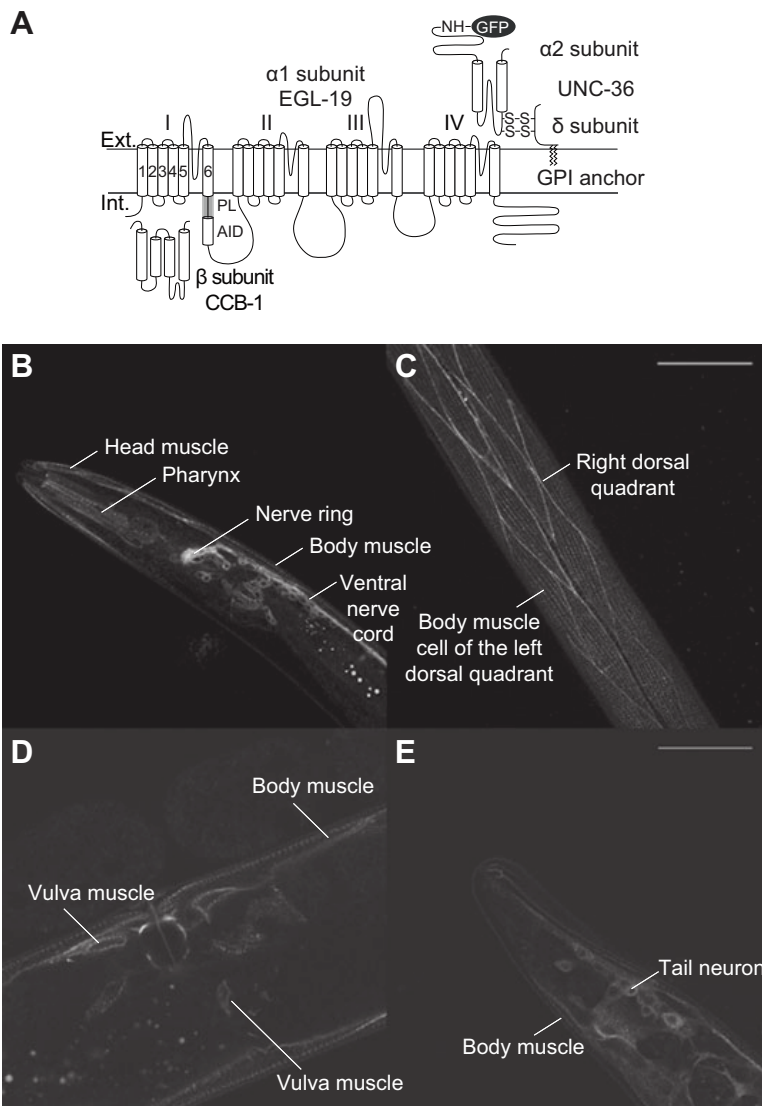 A
NH
GFP
α2 subunit
α1 subunit
EGL-19
UNC-36
I
II
III
IV
S-S
S-S
δ subunit
Ext.
1
2
3
4
5
6
GPI anchor
Int.
PL
AID
β subunit
CCB-1
B
Head muscle
Pharynx
Nerve ring
Body muscle
Ventral
nerve
cord
C
Right dorsal
quadrant
Body muscle
cell of the left
dorsal quadrant
D
Body muscle
Vulva muscle
Vulva muscle
E
Tail neuron
Body muscle